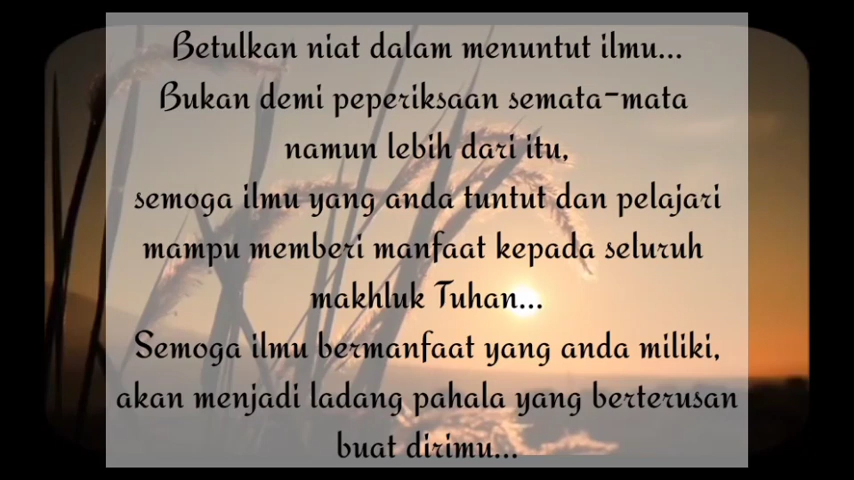 Betulkan niat dalam menuntut ilmu...
Bukan demi peperiksaan semata-mata
namun lebih dari itu,
semoga ilmu yang anda tuntut dan pelajari
mampu memberi manfaat kepada seluruh
makhluk Tuhan...
Semoga ilmu bermanfaat yang anda miliki,
akan menjadi ladang pahala yang berterusan
buat dirimu...